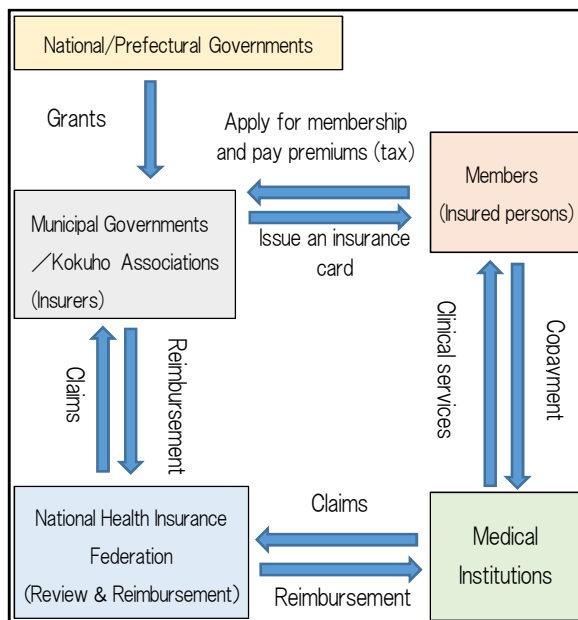 National/Prefectural Governments
Grants
Apply for membership
and pay premiums (tax)
Members
(Insured persons)
Municipal Governments
／Kokuho Associations
(Insurers)
Issue an insurance
card
Claims
Reimbursement
Clinical services
Copayment
National Health Insurance
Federation
(Review & Reimbursement)
Claims
Reimbursement
Medical
Institutions